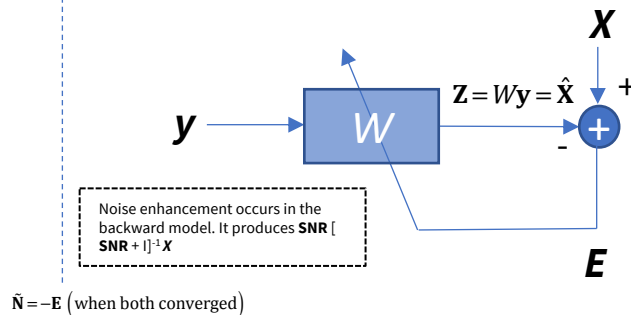 X
+
Z = Wy = X̂
y
W
+
-
Noise enhancement occurs in the
backward model. It produces SNR [
SNR + I]⁻¹ X
E
Ñ = −E (when both converged)